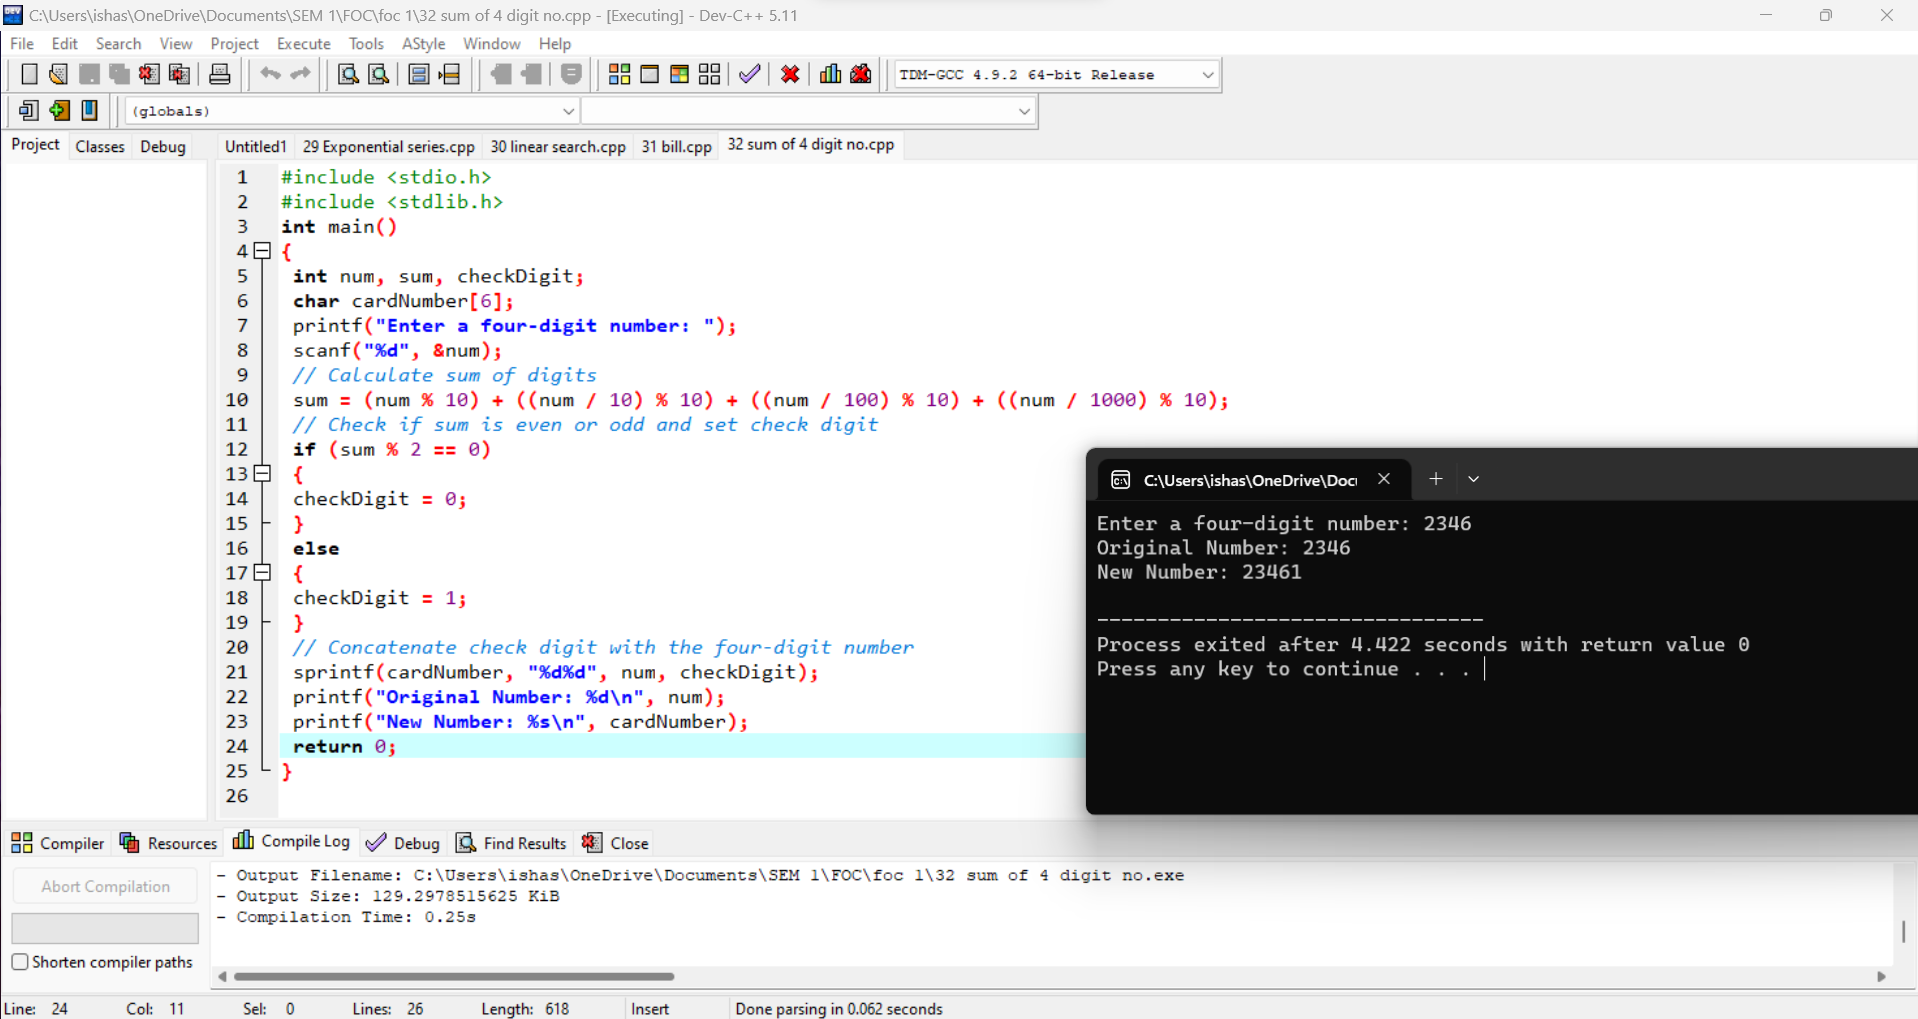 C:\Users\ishas\OneDrive\Documents\SEM 1\FOC\foc 1\32 sum of 4 digit no.cpp - [Executing] - Dev-C++ 5.11
File Edit Search View Project Execute Tools AStyle Window Help
TDM-GCC 4.9.2 64-bit Release
(globals)
Project Classes Debug
Untitled1 29 Exponential series.cpp 30 linear search.cpp 31 bill.cpp 32 sum of 4 digit no.cpp
1 #include <stdio.h>
2 #include <stdlib.h>
3 int main()
4 {
5 int num, sum, checkDigit;
6 char cardNumber[6];
7 printf("Enter a four-digit number: ");
8 scanf("%d", &num);
9 // Calculate sum of digits
10 sum = (num % 10) + ((num / 10) % 10) + ((num / 100) % 10) + ((num / 1000) % 10);
11 // Check if sum is even or odd and set check digit
12 if (sum % 2 == 0)
13 {
14 checkDigit = 0;
15 }
16 else
17 {
18 checkDigit = 1;
19 }
20 // Concatenate check digit with the four-digit number
21 sprintf(cardNumber, "%d%d", num, checkDigit);
22 printf("Original Number: %d\n", num);
23 printf("New Number: %s\n", cardNumber);
24 return 0;
25 }
26
C:\Users\ishas\OneDrive\Docu
Enter a four-digit number: 2346
Original Number: 2346
New Number: 23461
--------------------------------
Process exited after 4.422 seconds with return value 0
Press any key to continue . . .
Compiler Resources Compile Log Debug Find Results Close
Abort Compilation
Shorten compiler paths
- Output Filename: C:\Users\ishas\OneDrive\Documents\SEM 1\FOC\foc 1\32 sum of 4 digit no.exe
- Output Size: 129.2978515625 KiB
- Compilation Time: 0.25s
Line: 24 Col: 11 Sel: 0 Lines: 26 Length: 618 Insert Done parsing in 0.062 seconds